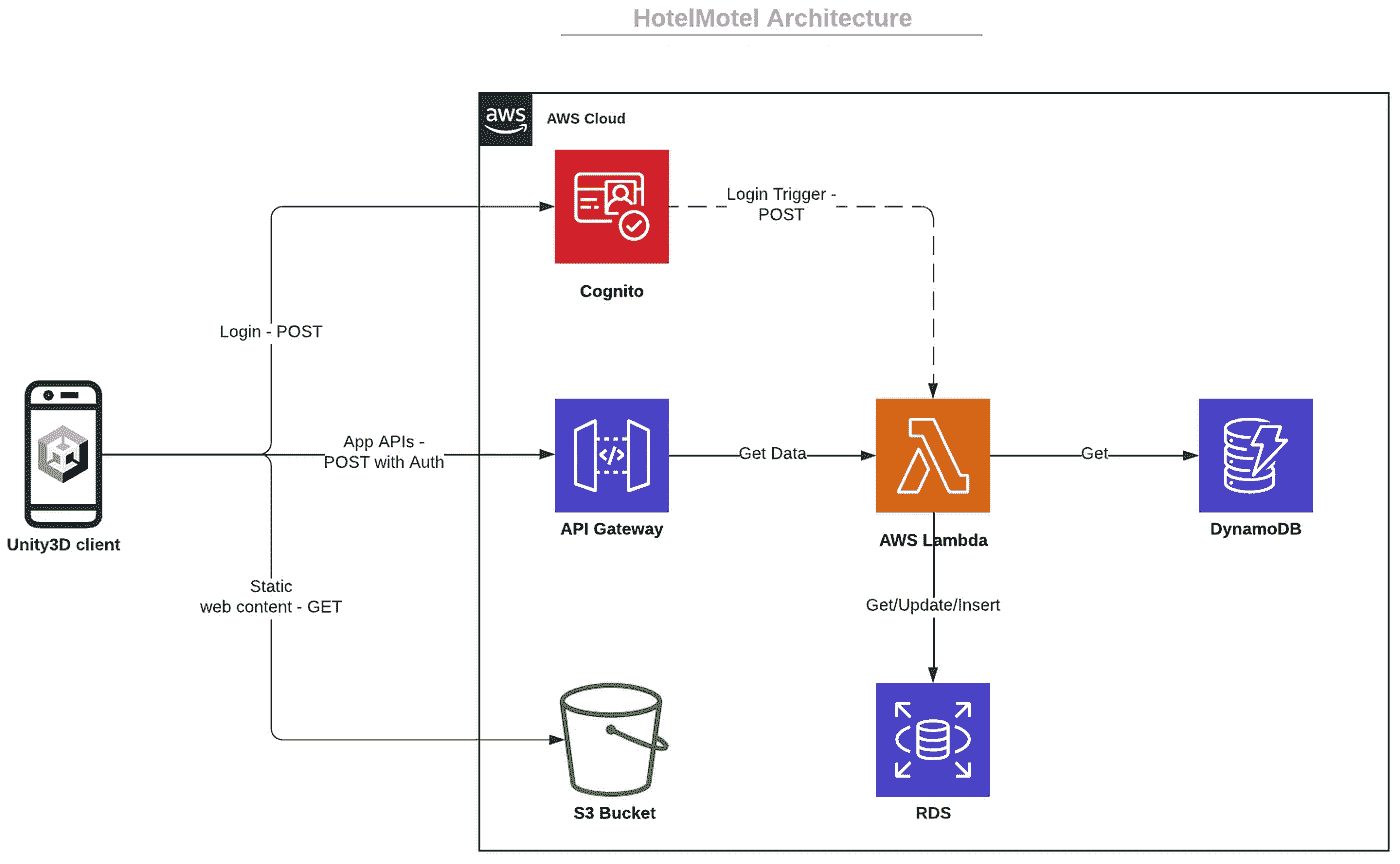 HotelMotel Architecture
aws
AWS Cloud
Login Trigger -
POST
Cognito
Login - POST
App APIs -
POST with Auth
Get Data
Get
Unity3D client
API Gateway
AWS Lambda
DynamoDB
Static
web content - GET
Get/Update/Insert
S3 Bucket
RDS